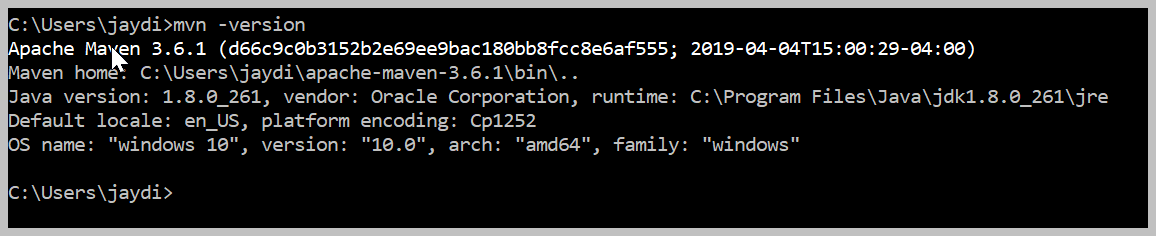 C:\Users\jaydi>mvn -version
Apache Maven 3.6.1 (d66c9c0b3152b2e69ee9bac180bb8fcc8e6af555; 2019-04-04T15:00:29-04:00)
Maven home: C:\Users\jaydi\apache-maven-3.6.1\bin\..
Java version: 1.8.0_261, vendor: Oracle Corporation, runtime: C:\Program Files\Java\jdk1.8.0_261\jre
Default locale: en_US, platform encoding: Cp1252
OS name: "windows 10", version: "10.0", arch: "amd64", family: "windows"
C:\Users\jaydi>